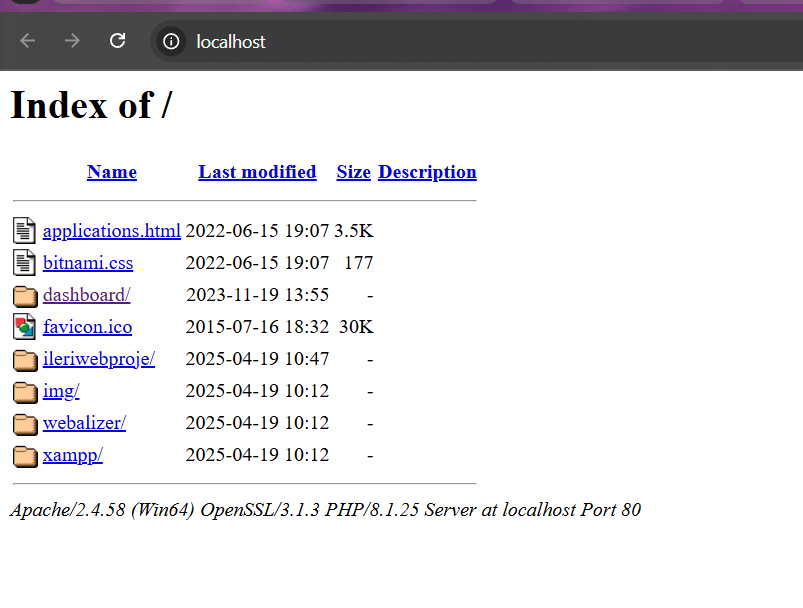 localhost
Index of /
Name Last modified Size Description
applications.html 2022-06-15 19:07 3.5K
bitnami.css 2022-06-15 19:07 177
dashboard/ 2023-11-19 13:55 -
favicon.ico 2015-07-16 18:32 30K
ileriwebproje/ 2025-04-19 10:47 -
img/ 2025-04-19 10:12 -
webalizer/ 2025-04-19 10:12 -
xampp/ 2025-04-19 10:12 -
Apache/2.4.58 (Win64) OpenSSL/3.1.3 PHP/8.1.25 Server at localhost Port 80